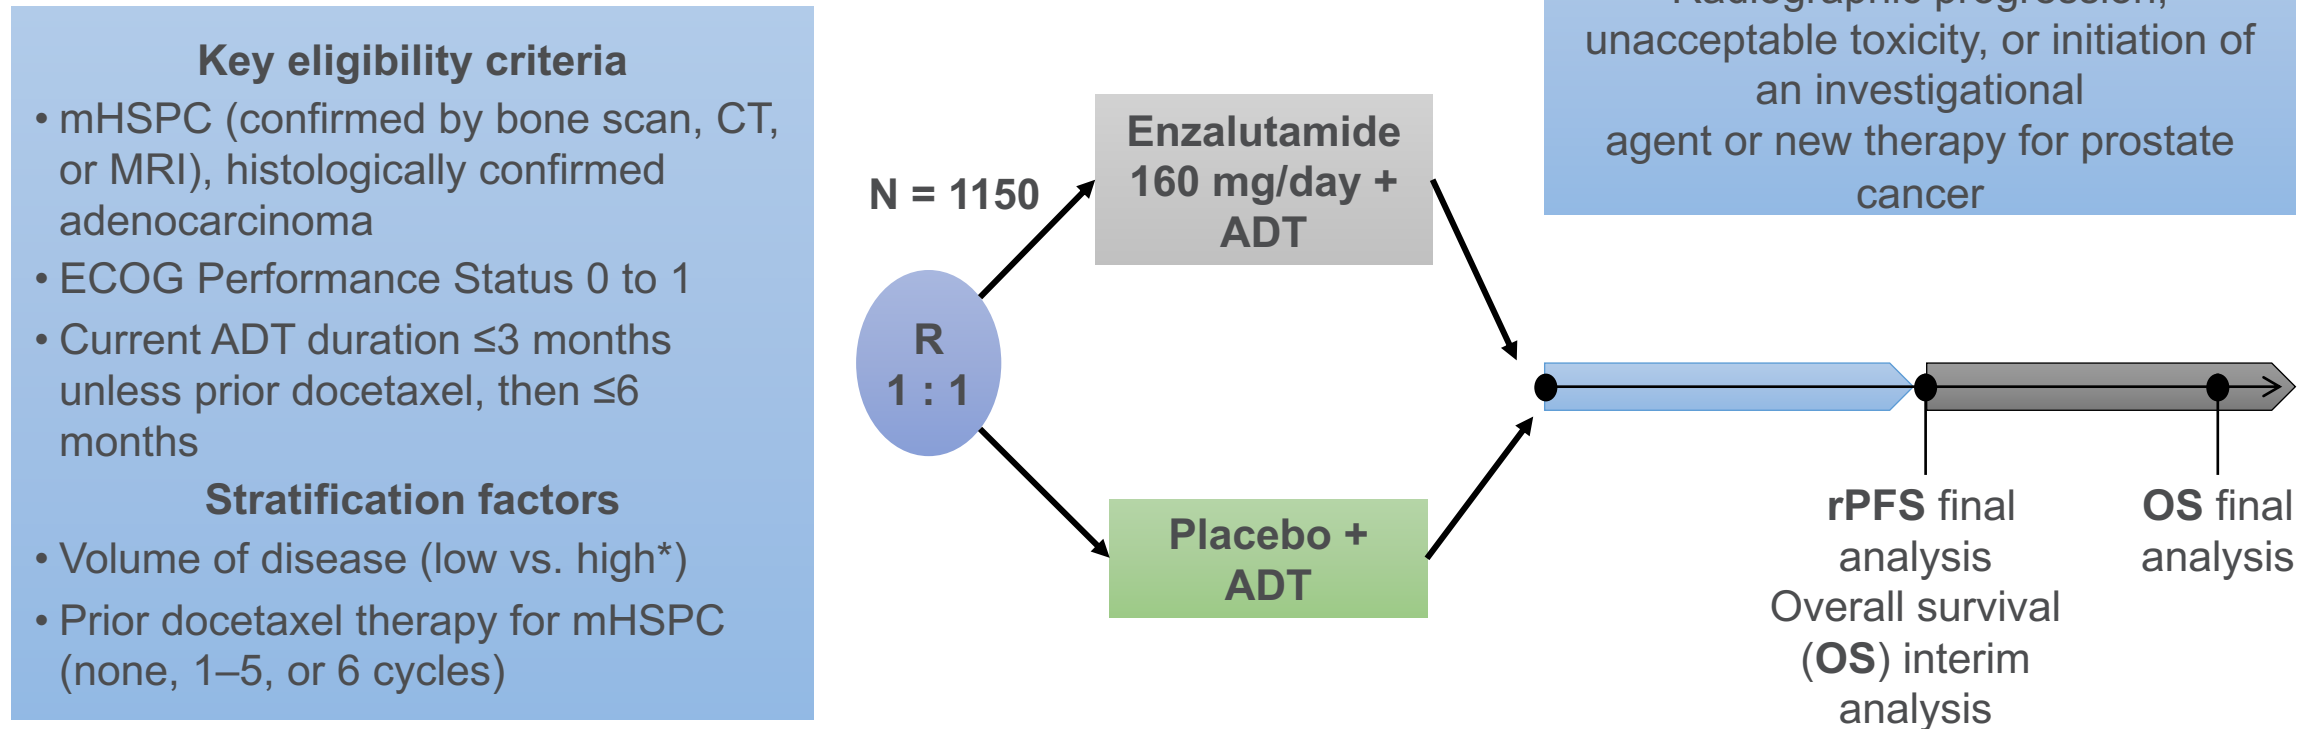 Key eligibility criteria
• mHSPC (confirmed by bone scan, CT,
or MRI), histologically confirmed
adenocarcinoma
• ECOG Performance Status 0 to 1
• Current ADT duration ≤3 months
unless prior docetaxel, then ≤6
months
Stratification factors
• Volume of disease (low vs. high*)
• Prior docetaxel therapy for mHSPC
(none, 1–5, or 6 cycles)
N = 1150
R
1 : 1
Enzalutamide
160 mg/day +
ADT
Placebo +
ADT
Radiographic progression,
unacceptable toxicity, or initiation of
an investigational
agent or new therapy for prostate
cancer
rPFS final
analysis
Overall survival
(OS) interim
analysis
OS final
analysis